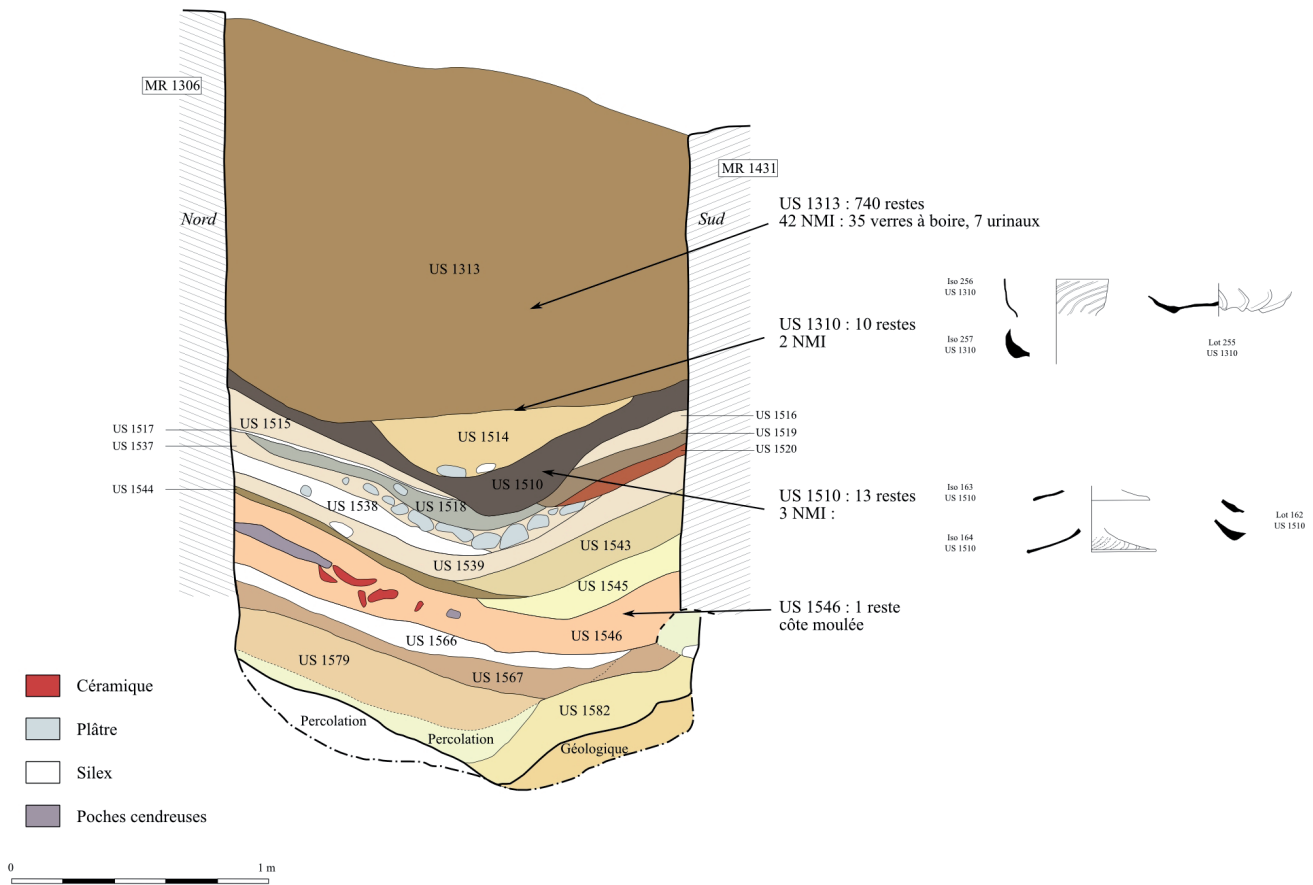 MR 1306
MR 1431
Nord
Sud
US 1313 : 740 restes
42 NMI : 35 verres à boire, 7 urinaux
US 1313
Iso 256
US 1310
US 1310 : 10 restes
2 NMI
Iso 257
US 1310
Lot 255
US 1310
US 1517
US 1515
US 1516
US 1537
US 1514
US 1519
US 1520
US 1544
US 1538
US 1518
US 1510
US 1510 : 13 restes
3 NMI :
Iso 163
US 1510
Lot 162
US 1510
Iso 164
US 1510
US 1543
US 1539
US 1545
US 1546 : 1 reste
côte moulée
US 1546
US 1566
US 1579
US 1567
US 1582
Percolation
Percolation
Géologique
Céramique
Plâtre
Silex
Poches cendreuses
0
1 m